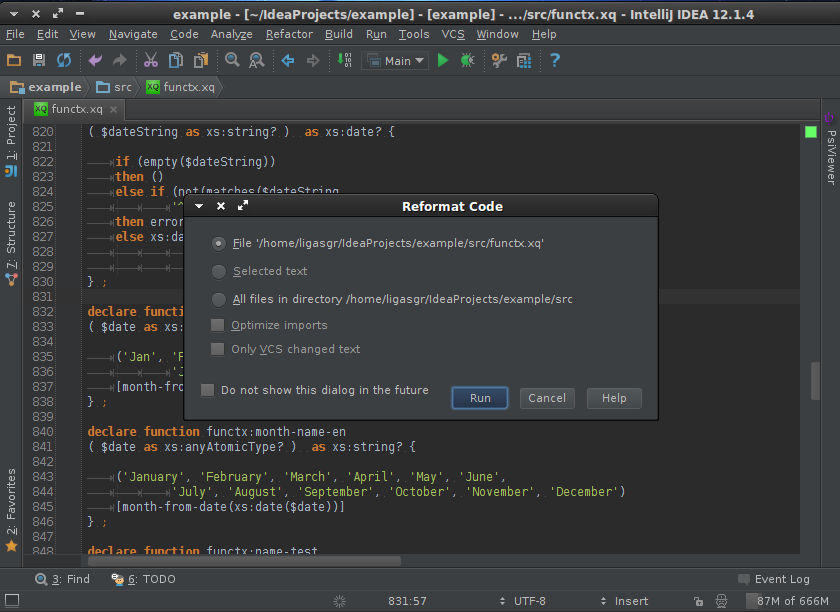 example - [~/IdeaProjects/example] - [example] - .../src/functx.xq - IntelliJ IDEA 12.1.4
File Edit View Navigate Code Analyze Refactor Build Run Tools VCS Window Help
Main
example src functx.xq
XQ functx.xq
1: Project
7: Structure
2: Favorites
PsiViewer
820 ( $dateString as xs:string? )  as xs:date? {
821
822 if (empty($dateString))
823 then ()
824 else if (not(matches($dateString
825 '^
826 then error
827 else xs:da
828
829
830 } ;
831
832 declare functi
833 ( $date as xs:
834
835 ('Jan', 'F
836 'J
837 [month-fro
838 } ;
839
840 declare function functx:month-name-en
841 ( $date as xs:anyAtomicType? )  as xs:string? {
842
843 ('January', 'February', 'March', 'April', 'May', 'June',
844 'July', 'August', 'September', 'October', 'November', 'December')
845 [month-from-date(xs:date($date))]
846 } ;
847
848 declare function functx:name-test
Reformat Code
File '/home/ligasgr/IdeaProjects/example/src/functx.xq'
Selected text
All files in directory /home/ligasgr/IdeaProjects/example/src
Optimize imports
Only VCS changed text
Do not show this dialog in the future
Run Cancel Help
3: Find 6: TODO Event Log
831:57 UTF-8 Insert 87M of 666M